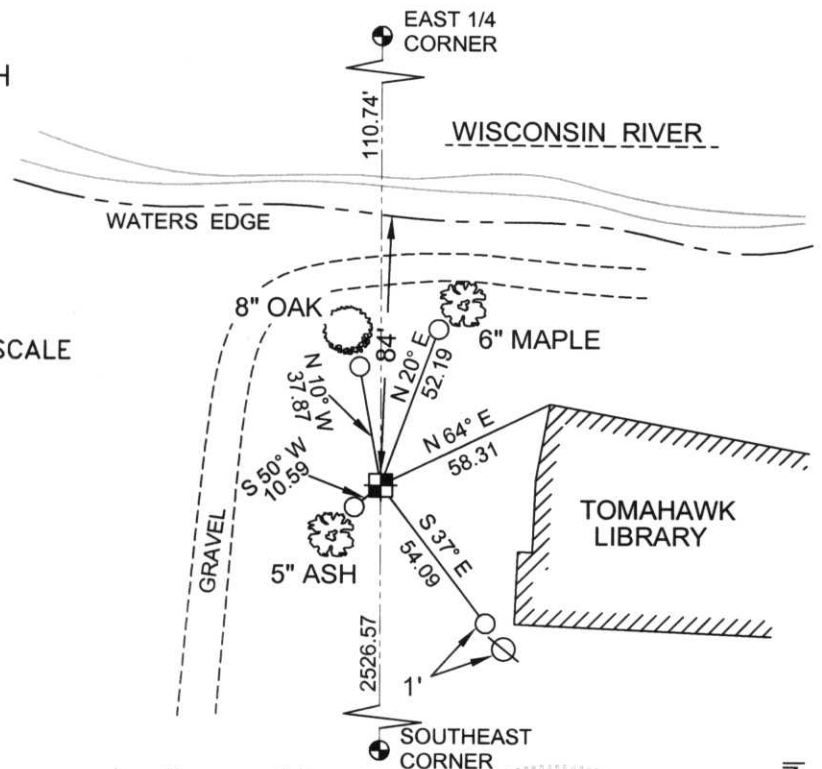 EAST 1/4
CORNER
H
110.74'
WISCONSIN RIVER
WATERS EDGE
8" OAK
84'
6" MAPLE
SCALE
N 10° W
37.87
N 20° E
52.19
N 64° E
58.31
S 50° W
10.59
TOMAHAWK
LIBRARY
GRAVEL
5" ASH
S 37° E
54.09
2526.57
1'
SOUTHEAST
CORNER